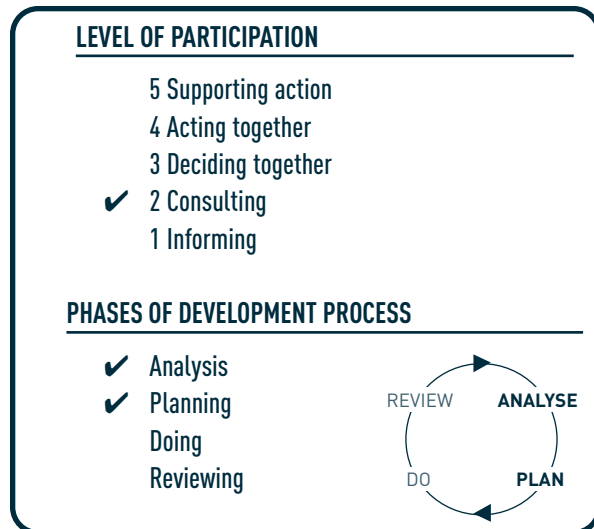 LEVEL OF PARTICIPATION
5 Supporting action
4 Acting together
3 Deciding together
✔ 2 Consulting
1 Informing
PHASES OF DEVELOPMENT PROCESS
✔ Analysis
✔ Planning
Doing
Reviewing
REVIEW ANALYSE
DO PLAN